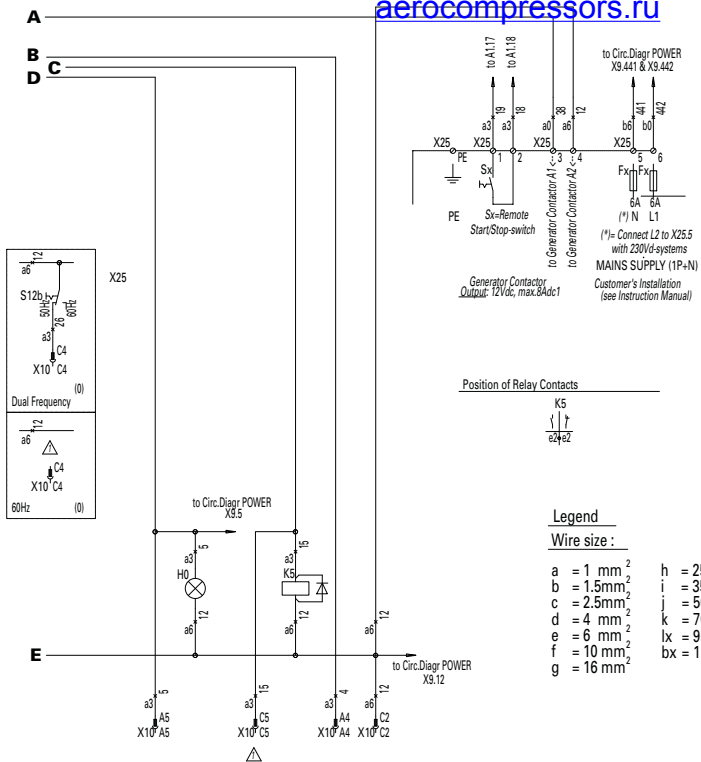 aerocompressors.ru
A
B
C
D
to A1.17
to A1.18
to Circ.Diagr POWER
X9.441 & X9.442
19
18
38
12
441
442
a3
a3
a0
a6
b6
b0
X25
X25
X25
X25
PE
1
2
3
4
5
6
Sx
Fx
Fx
6A
6A
PE
Sx=Remote
Start/Stop-switch
to Generator Contactor A1
to Generator Contactor A2
(*) N
L1
(*)= Connect L2 to X25.5
with 230Vd-systems
MAINS SUPPLY (1P+N)
Customer's Installation
(see Instruction Manual)
Generator Contactor
Output: 12Vdc, max.8Adc1
12
a6
X25
S12b
50Hz
60Hz
26
a3
C4
X10 C4
(0)
Dual Frequency
12
a6
C4
X10 C4
60Hz
(0)
Position of Relay Contacts
K5
e2 e2
to Circ.Diagr POWER
X9.5
5
a3
H0
12
a6
15
a3
K5
12
a6
12
a6
E
to Circ.Diagr POWER
X9.12
5
a3
A5
X10 A5
15
a3
C5
X10 C5
4
a3
A4
X10 A4
12
a6
C2
X10 C2
Legend
Wire size :
a = 1 mm²
b = 1.5mm²
c = 2.5mm²
d = 4 mm²
e = 6 mm²
f = 10 mm²
g = 16 mm²
h = 2
i = 3
j = 5
k = 7
lx = 9
bx = 1